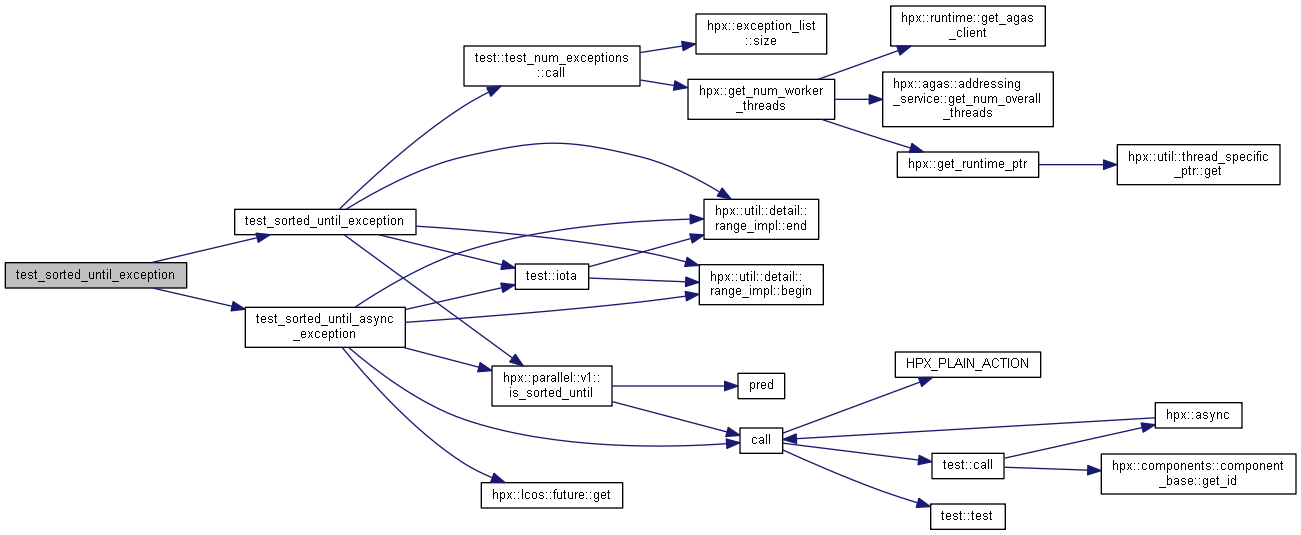 hpx::runtime::get_agas
_client
hpx::exception_list
::size
test::test_num_exceptions
::call
hpx::get_num_worker
_threads
hpx::agas::addressing
_service::get_num_overall
_threads
hpx::get_runtime_ptr
hpx::util::thread_specific
_ptr::get
test_sorted_until_exception
hpx::util::detail::
range_impl::end
test_sorted_until_exception
test::iota
hpx::util::detail::
range_impl::begin
test_sorted_until_async
_exception
HPX_PLAIN_ACTION
hpx::parallel::v1::
is_sorted_until
pred
hpx::async
call
test::call
hpx::components::component
_base::get_id
hpx::lcos::future::get
test::test